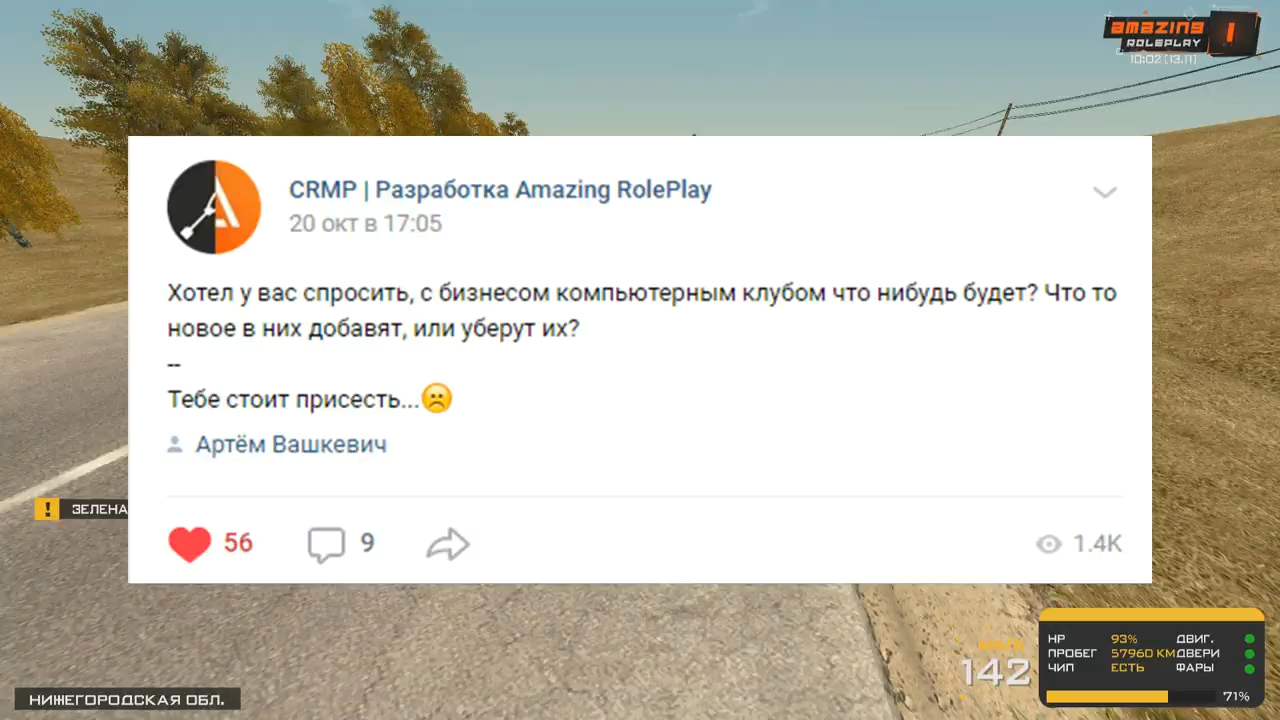 AMAZING
ROLEPLAY
10:02 [13.11]
CRMP | Разработка Amazing RolePlay
20 окт в 17:05
Хотел у вас спросить, с бизнесом компьютерным клубом что нибудь будет? Что то
новое в них добавят, или уберут их?
--
Тебе стоит присесть...☹️
Артём Вашкевич
56 9 1.4K
! ЗЕЛЕНА
142
HP 93% ДВИГ.
ПРОБЕГ 57960 КМ ДВЕРИ
ЧИП ЕСТЬ ФАРЫ
71%
НИЖЕГОРОДСКАЯ ОБЛ.